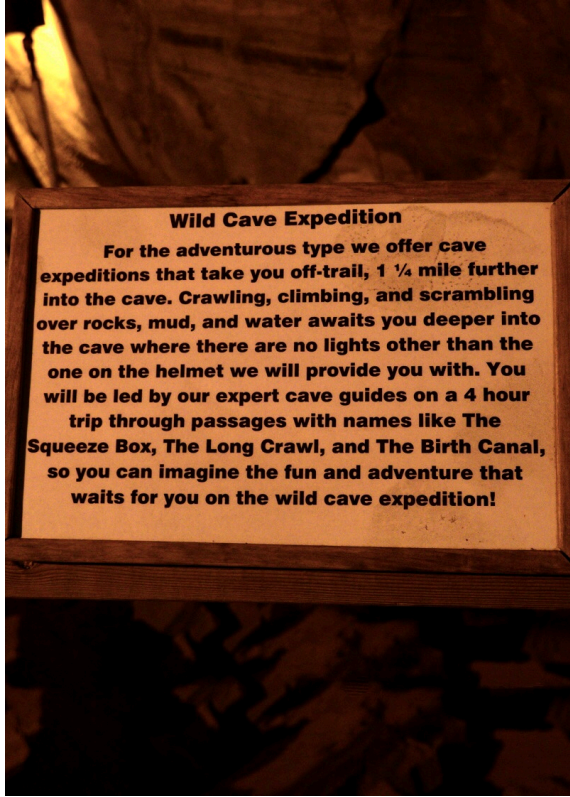 Wild Cave Expedition
For the adventurous type we offer cave
expeditions that take you off-trail, 1 ¼ mile further
into the cave. Crawling, climbing, and scrambling
over rocks, mud, and water awaits you deeper into
the cave where there are no lights other than the
one on the helmet we will provide you with. You
will be led by our expert cave guides on a 4 hour
trip through passages with names like The
Squeeze Box, The Long Crawl, and The Birth Canal,
so you can imagine the fun and adventure that
waits for you on the wild cave expedition!